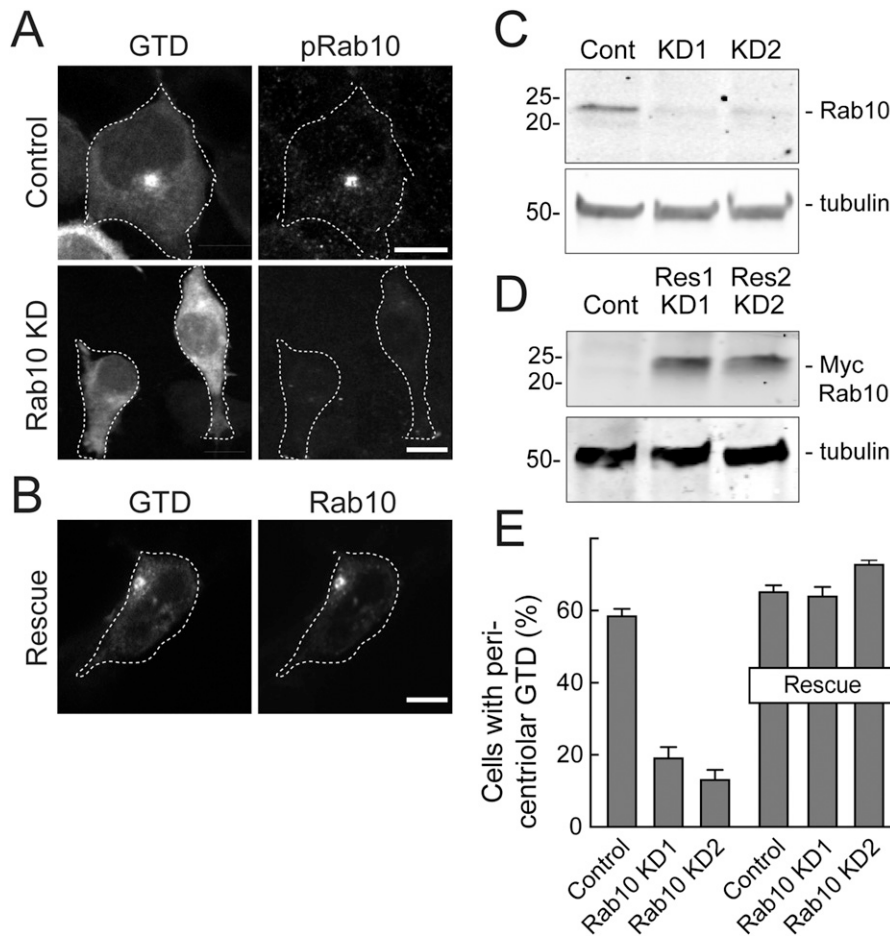 A
GTD pRab10
Control
Rab10 KD
B
GTD Rab10
Rescue
C
Cont KD1 KD2
25-
20-
- Rab10
50-
- tubulin
D
Cont Res1 Res2
KD1 KD2
25-
20-
- Myc
Rab10
50-
- tubulin
E
Cells with peri-
centriolar GTD (%)
60
40
20
0
Rescue
Control
Rab10 KD1
Rab10 KD2
Control
Rab10 KD1
Rab10 KD2